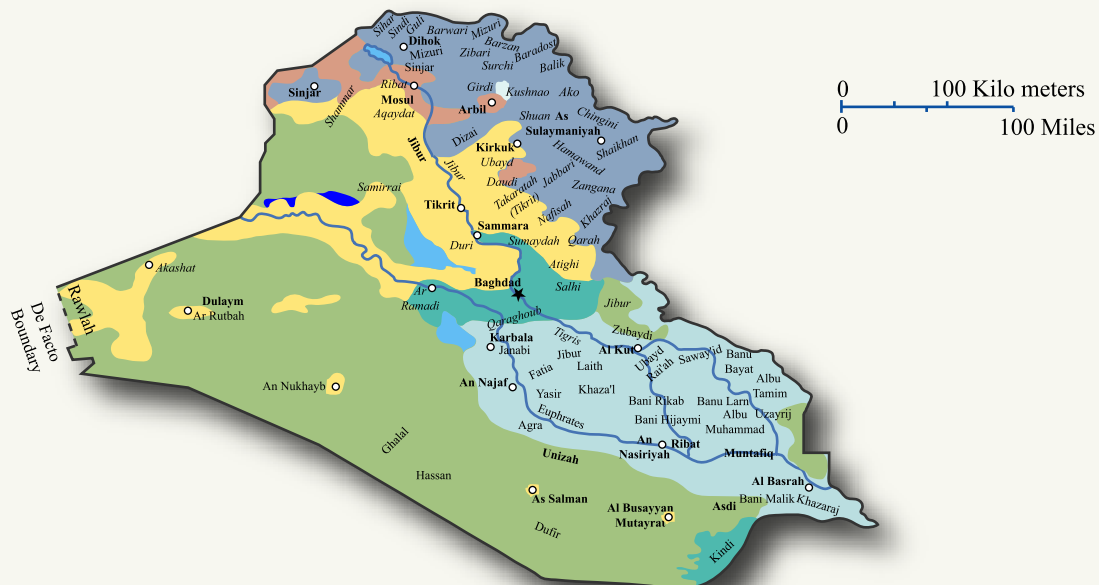 Sihar
Sindi
Guli
Barwari
Mizuri
Dihok
Mizuri
Barzan
Baradost
Zibari
Surchi
Balik
Sinjar
0
100 Kilo meters
0
100 Miles
Sinjar
Shammar
Ribat
Mosul
Aqaydat
Girdi
Kushnao
Ako
Arbil
Shuan
As
Sulaymaniyah
Chingini
Shaikhan
Dizai
Kirkuk
Hamawand
Jibur
Jibur
Ubayd
Daudi
Jabbari
Zangana
Samirrai
Takaratah
(Tikrit)
Tikrit
Nafisah
Khazraj
Sammara
Duri
Sumaydah
Qarah
Atighi
Akashat
Baghdad
Salhi
Ar
Ramadi
Jibur
Rawlah
De Facto
Boundary
Dulaym
Ar Rutbah
Qaraghoub
Tigris
Zubaydi
Karbala
Janabi
Jibur
Laith
Al Kut
Ubayd
Rai'ah
Sawayid
Banu
Bayat
Fatia
An Najaf
An Nukhayb
Khaza'l
Yasir
Albu
Tamim
Bani Rikab
Banu Larn
Euphrates
Agra
Bani Hijaymi
Albu
Muhammad
Uzayrij
Ghalal
An
Nasiriyah
Ribat
Muntafiq
Unizah
Hassan
Al Basrah
As Salman
Bani Malik
Khazaraj
Al Busayyan
Mutayrat
Asdi
Dufir
Kindi